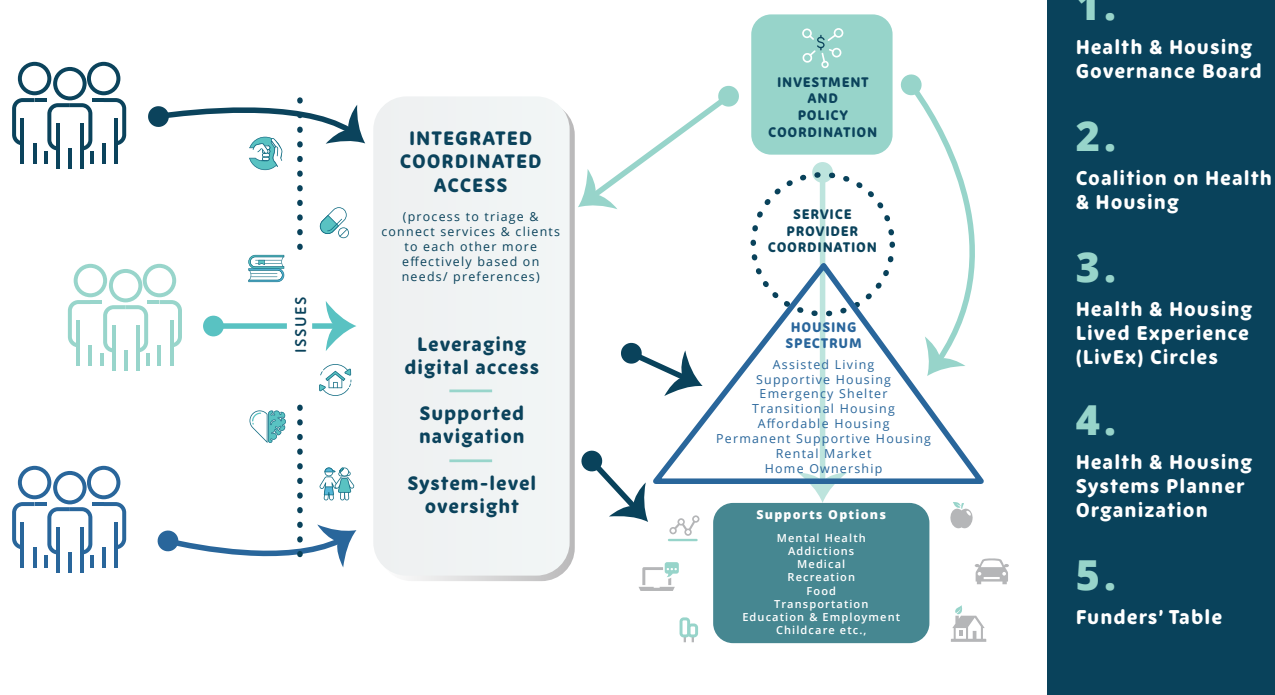 ISSUES
INTEGRATED
COORDINATED
ACCESS
(process to triage &
connect services & clients
to each other more
effectively based on
needs/ preferences)
Leveraging
digital access
Supported
navigation
System-level
oversight
$
INVESTMENT
AND
POLICY
COORDINATION
SERVICE
PROVIDER
COORDINATION
HOUSING
SPECTRUM
Assisted Living
Supportive Housing
Emergency Shelter
Transitional Housing
Affordable Housing
Permanent Supportive Housing
Rental Market
Home Ownership
Supports Options
Mental Health
Addictions
Medical
Recreation
Food
Transportation
Education & Employment
Childcare etc.,
1.
Health & Housing
Governance Board
2.
Coalition on Health
& Housing
3.
Health & Housing
Lived Experience
(LivEx) Circles
4.
Health & Housing
Systems Planner
Organization
5.
Funders’ Table